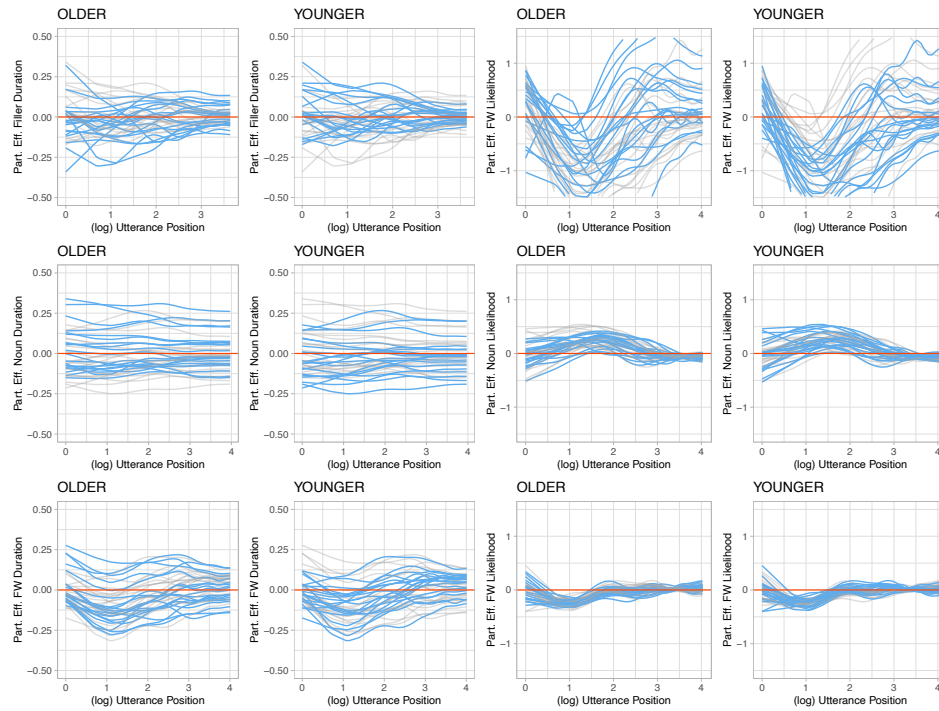 OLDER YOUNGER OLDER YOUNGER
Part. Eff. Filler Duration
0.50
0.25
0.00
−0.25
−0.50
0 1 2 3
(log) Utterance Position
Part. Eff. Filler Duration
0.50
0.25
0.00
−0.25
−0.50
0 1 2 3
(log) Utterance Position
Part. Eff. FW Likelihood
1
0
−1
0 1 2 3 4
(log) Utterance Position
Part. Eff. FW Likelihood
1
0
−1
0 1 2 3 4
(log) Utterance Position
OLDER YOUNGER OLDER YOUNGER
Part. Eff. Noun Duration
0.50
0.25
0.00
−0.25
−0.50
0 1 2 3 4
(log) Utterance Position
Part. Eff. Noun Duration
0.50
0.25
0.00
−0.25
−0.50
0 1 2 3 4
(log) Utterance Position
Part. Eff. Noun Likelihood
1
0
−1
0 1 2 3 4
(log) Utterance Position
Part. Eff. Noun Likelihood
1
0
−1
0 1 2 3 4
(log) Utterance Position
OLDER YOUNGER OLDER YOUNGER
Part. Eff. FW Duration
0.50
0.25
0.00
−0.25
−0.50
0 1 2 3 4
(log) Utterance Position
Part. Eff. FW Duration
0.50
0.25
0.00
−0.25
−0.50
0 1 2 3 4
(log) Utterance Position
Part. Eff. FW Likelihood
1
0
−1
0 1 2 3 4
(log) Utterance Position
Part. Eff. FW Likelihood
1
0
−1
0 1 2 3 4
(log) Utterance Position